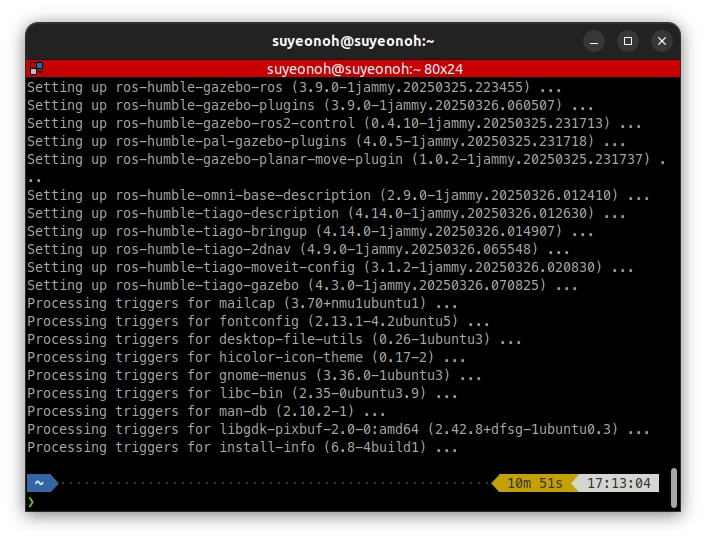 suyeonoh@suyeonoh:~
suyeonoh@suyeonoh:~ 80x24
Setting up ros-humble-gazebo-ros (3.9.0-1jammy.20250325.223455) ...
Setting up ros-humble-gazebo-plugins (3.9.0-1jammy.20250326.060507) ...
Setting up ros-humble-gazebo-ros2-control (0.4.10-1jammy.20250325.231713) ...
Setting up ros-humble-pal-gazebo-plugins (4.0.5-1jammy.20250325.231718) ...
Setting up ros-humble-gazebo-planar-move-plugin (1.0.2-1jammy.20250325.231737) .
..
Setting up ros-humble-omni-base-description (2.9.0-1jammy.20250326.012410) ...
Setting up ros-humble-tiago-description (4.14.0-1jammy.20250326.012630) ...
Setting up ros-humble-tiago-bringup (4.14.0-1jammy.20250326.014907) ...
Setting up ros-humble-tiago-2dnav (4.9.0-1jammy.20250326.065548) ...
Setting up ros-humble-tiago-moveit-config (3.1.2-1jammy.20250326.020830) ...
Setting up ros-humble-tiago-gazebo (4.3.0-1jammy.20250326.070825) ...
Processing triggers for mailcap (3.70+nmu1ubuntu1) ...
Processing triggers for fontconfig (2.13.1-4.2ubuntu5) ...
Processing triggers for desktop-file-utils (0.26-1ubuntu3) ...
Processing triggers for hicolor-icon-theme (0.17-2) ...
Processing triggers for gnome-menus (3.36.0-1ubuntu3) ...
Processing triggers for libc-bin (2.35-0ubuntu3.9) ...
Processing triggers for man-db (2.10.2-1) ...
Processing triggers for libgdk-pixbuf-2.0-0:amd64 (2.42.8+dfsg-1ubuntu0.3) ...
Processing triggers for install-info (6.8-4build1) ...
~ 10m 51s 17:13:04
❯